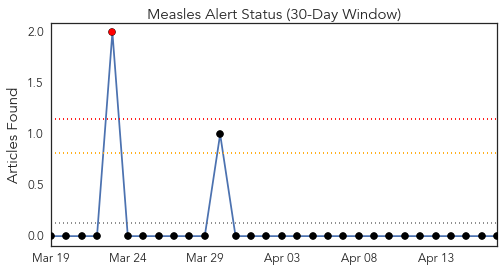 Measles Alert Status (30-Day Window)
Articles Found
2.0
1.5
1.0
0.5
0.0
Mar 19 Mar 24 Mar 29 Apr 03 Apr 08 Apr 13